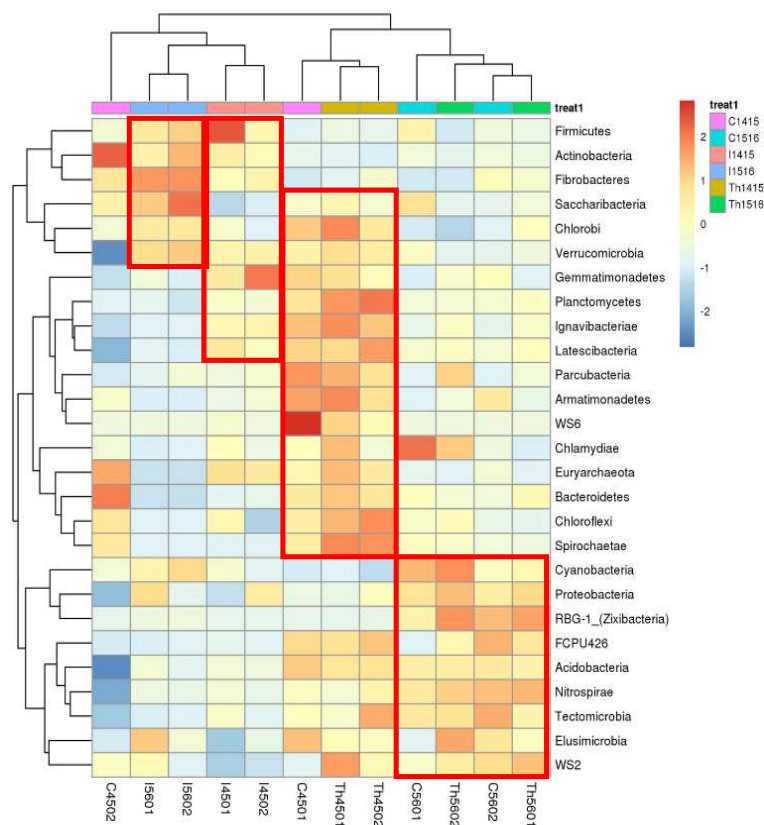 treat1
Firmicutes
Actinobacteria
Fibrobacteres
Saccharibacteria
Chlorobi
Verrucomicrobia
Gemmatimonadetes
Planctomycetes
Ignavibacteriae
Latescibacteria
Parcubacteria
Armatimonadetes
WS6
Chlamydiae
Euryarchaeota
Bacteroidetes
Chloroflexi
Spirochaetae
Cyanobacteria
Proteobacteria
RBG-1_(Zixibacteria)
FCPU426
Acidobacteria
Nitrospirae
Tectomicrobia
Elusimicrobia
WS2
C4502
I5601
I5602
I4501
I4502
C4501
Th4501
Th4502
C5601
Th5602
C5602
Th5601
2
1
0
-1
-2
treat1
C1415
C1516
I1415
I1516
Th1415
Th1516